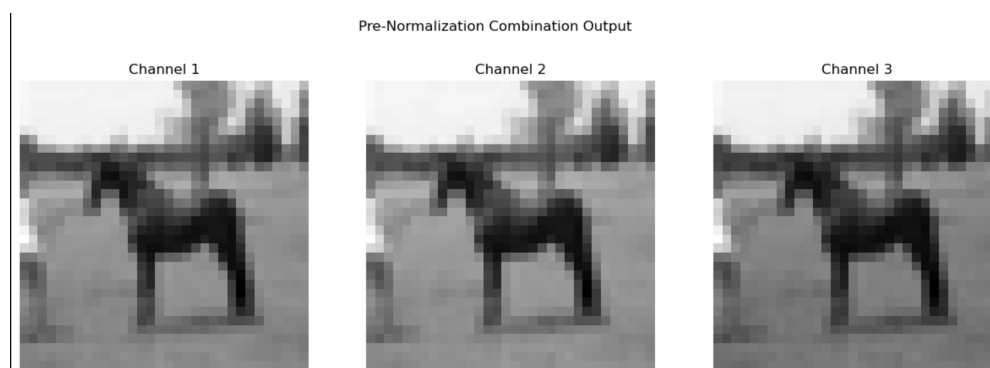 Pre-Normalization Combination Output
Channel 1
Channel 2
Channel 3